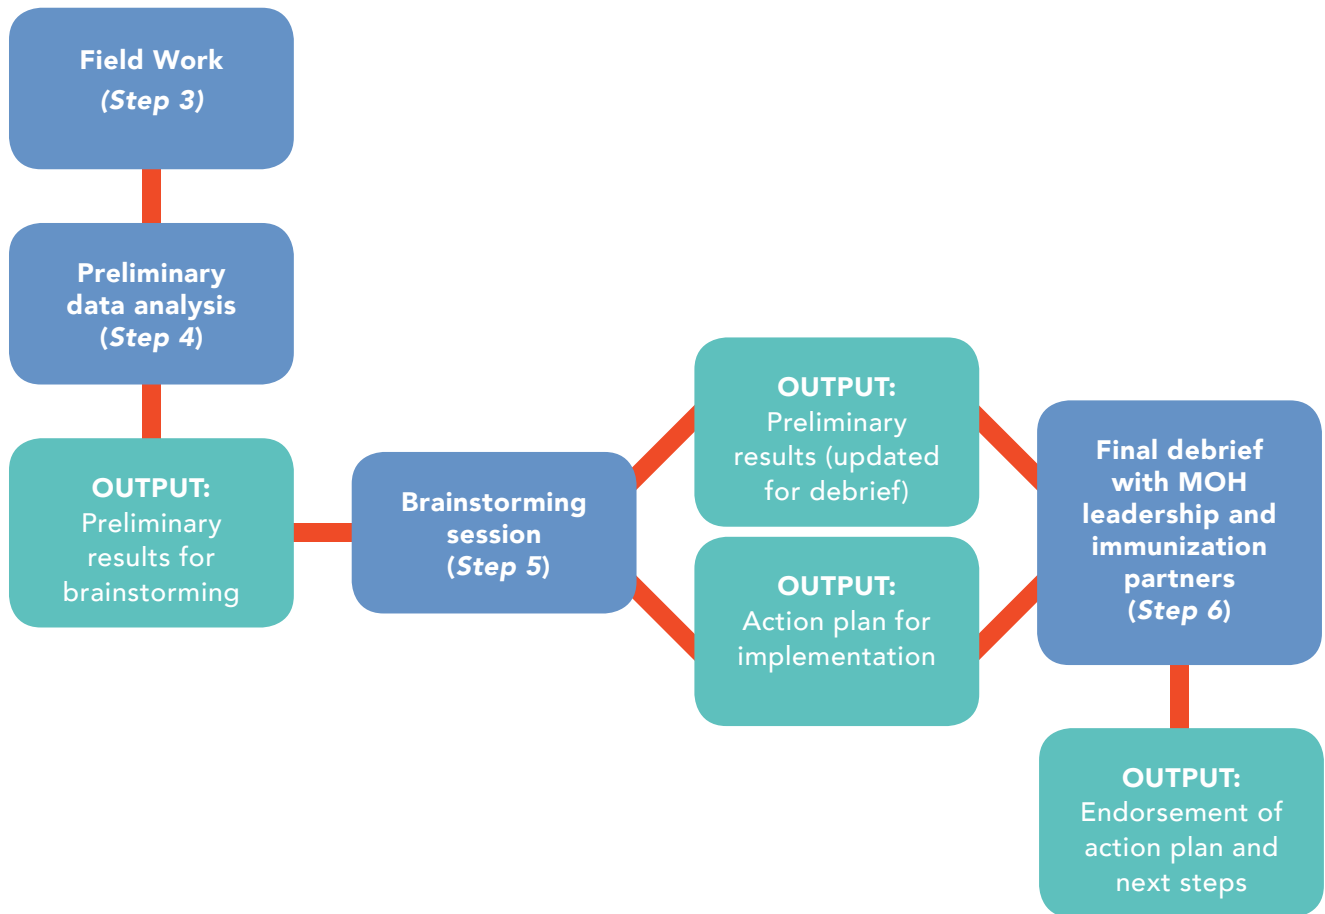 Field Work
(Step 3)
Preliminary
data analysis
(Step 4)
OUTPUT:
Preliminary
results for
brainstorming
Brainstorming
session
(Step 5)
OUTPUT:
Preliminary
results (updated
for debrief)
OUTPUT:
Action plan for
implementation
Final debrief
with MOH
leadership and
immunization
partners
(Step 6)
OUTPUT:
Endorsement of
action plan and
next steps